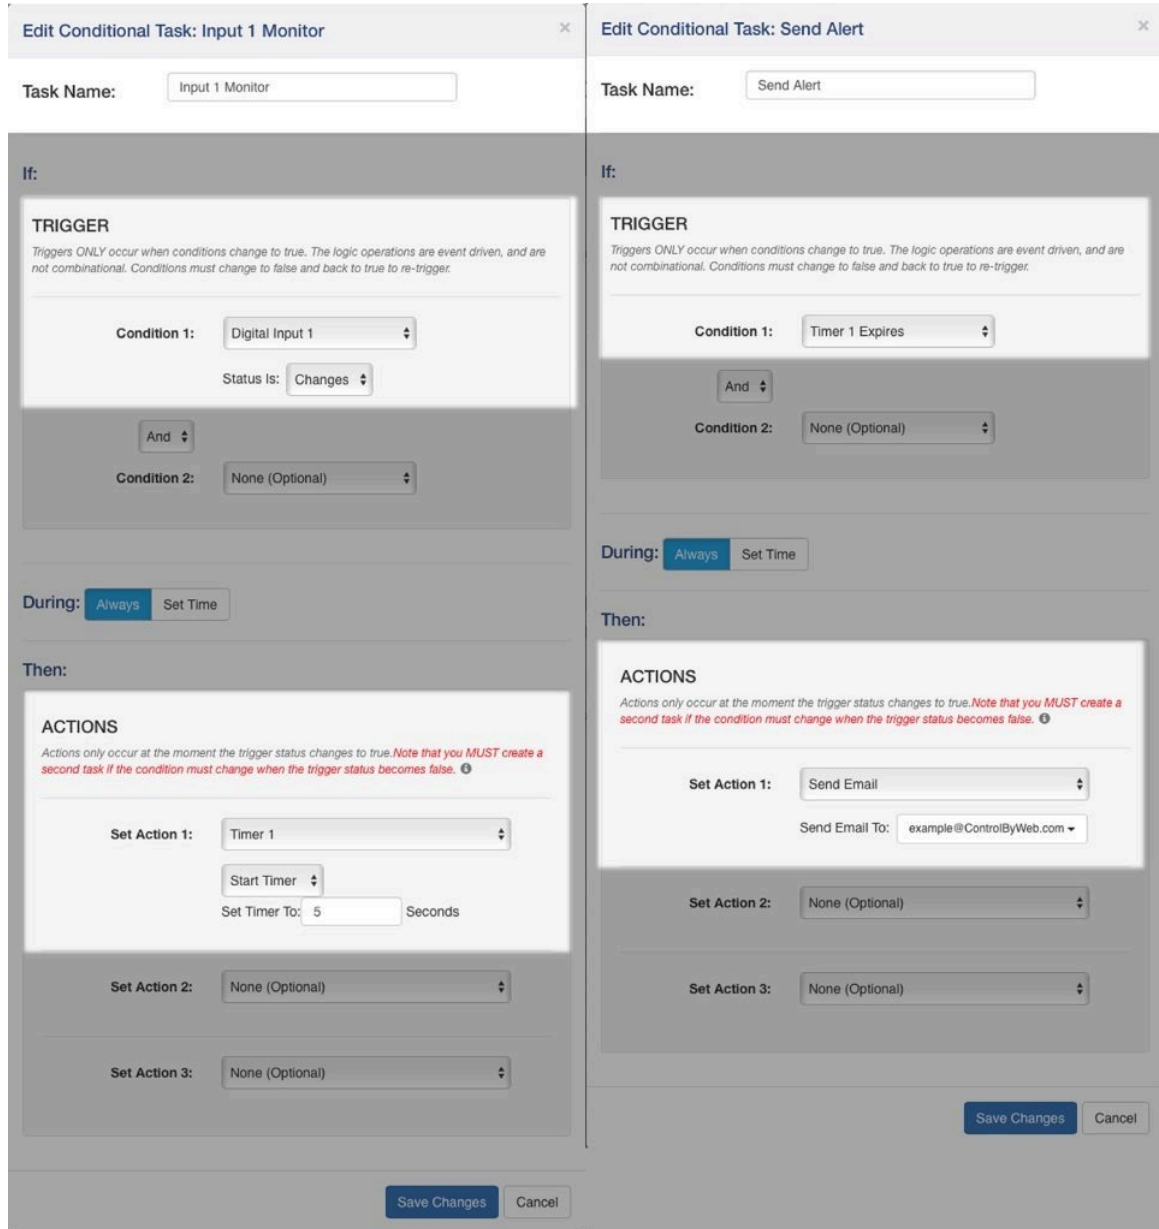 Edit Conditional Task: Input 1 Monitor ×
Task Name: Input 1 Monitor
If:
TRIGGER
Triggers ONLY occur when conditions change to true. The logic operations are event driven, and are
not combinational. Conditions must change to false and back to true to re-trigger.
Condition 1: Digital Input 1
Status Is: Changes
And
Condition 2: None (Optional)
During: Always Set Time
Then:
ACTIONS
Actions only occur at the moment the trigger status changes to true.Note that you MUST create a
second task if the condition must change when the trigger status becomes false.
Set Action 1: Timer 1
Start Timer
Set Timer To: 5 Seconds
Set Action 2: None (Optional)
Set Action 3: None (Optional)
Save Changes Cancel
Edit Conditional Task: Send Alert ×
Task Name: Send Alert
If:
TRIGGER
Triggers ONLY occur when conditions change to true. The logic operations are event driven, and are
not combinational. Conditions must change to false and back to true to re-trigger.
Condition 1: Timer 1 Expires
And
Condition 2: None (Optional)
During: Always Set Time
Then:
ACTIONS
Actions only occur at the moment the trigger status changes to true.Note that you MUST create a
second task if the condition must change when the trigger status becomes false.
Set Action 1: Send Email
Send Email To: example@ControlByWeb.com
Set Action 2: None (Optional)
Set Action 3: None (Optional)
Save Changes Cancel